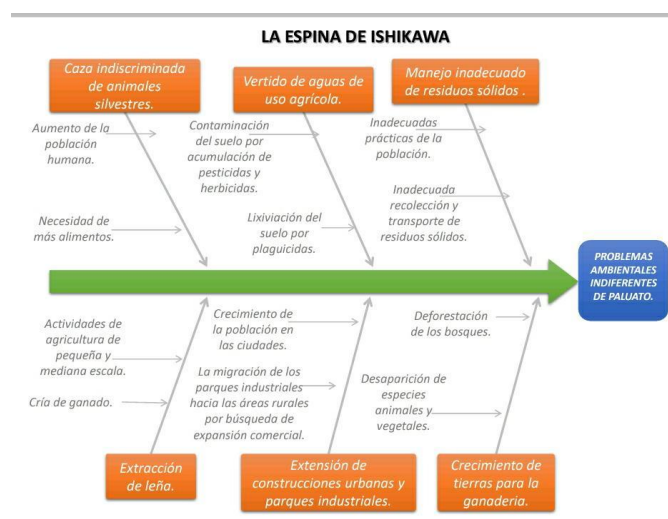 LA ESPINA DE ISHIKAWA
Caza indiscriminada
de animales
silvestres.
Vertido de aguas de
uso agrícola.
Manejo inadecuado
de residuos sólidos .
Aumento de la
población
humana.
Necesidad de
más alimentos.
Contaminación
del suelo por
acumulación de
pesticidas y
herbicidas.
Lixiviación del
suelo por
plaguicidas.
Inadecuadas
prácticas de la
población.
Inadecuada
recolección y
transporte de
residuos sólidos.
PROBLEMAS
AMBIENTALES
INDIFERENTES
DE PALUATO.
Actividades de
agricultura de
pequeña y
mediana escala.
Cría de ganado.
Crecimiento de
la población en
las ciudades.
La migración de los
parques industriales
hacia las áreas rurales
por búsqueda de
expansión comercial.
Deforestación
de los bosques.
Desaparición de
especies
animales y
vegetales.
Extracción
de leña.
Extensión de
construcciones urbanas y
parques industriales.
Crecimiento de
tierras para la
ganaderia.